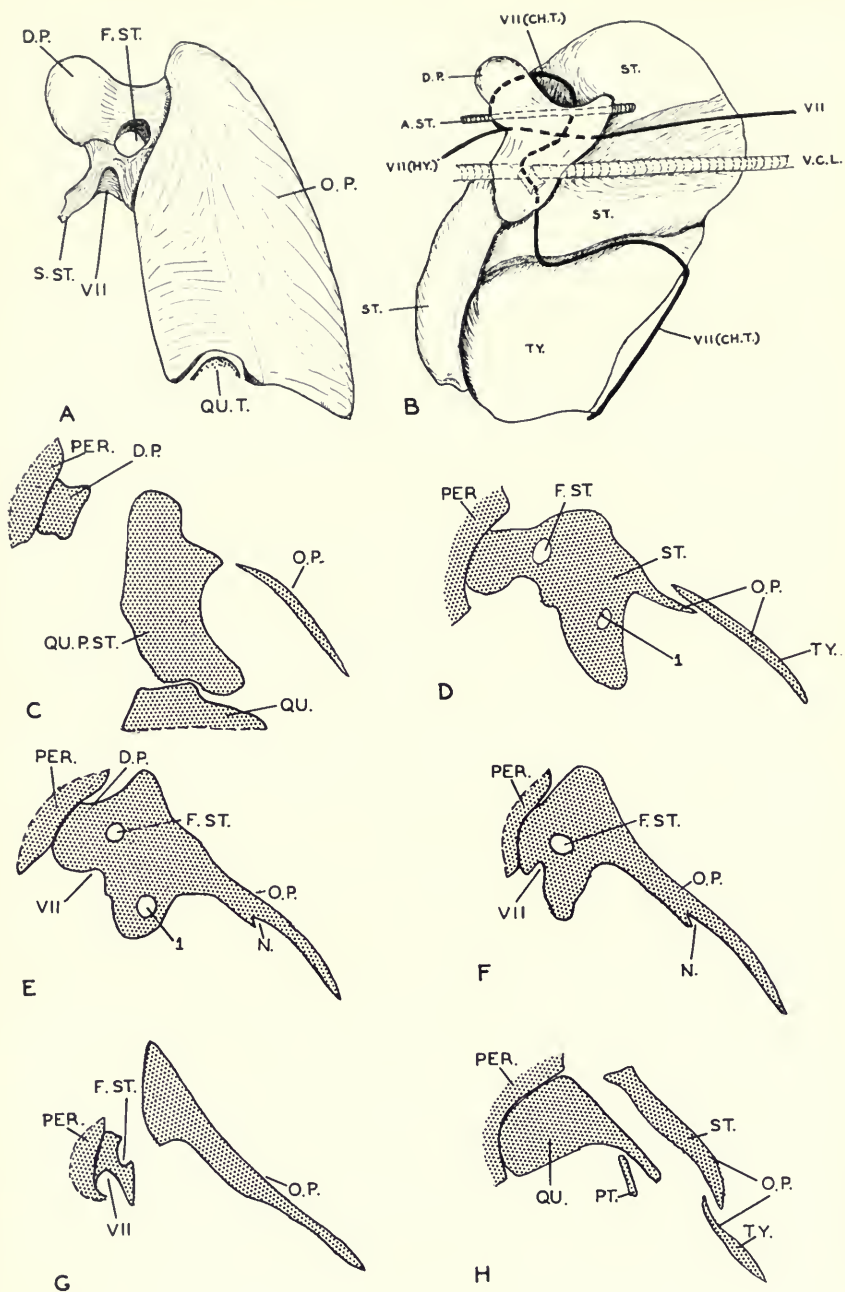 D.P.
F.ST.
O.P.
S.ST.
VII
QU.T.
A
VII(CH.T.)
D.P.
ST.
A.ST.
VII
VII(HY.)
V.C.L.
ST.
ST.
TY.
VII(CH.T.)
B
PER.
D.P.
O.P.
QU.P.ST.
QU.
C
PER
F.ST.
ST.
O.P.
1
TY.
D
PER.
D.P.
F.ST.
VII
O.P.
1
N.
E
PER.
F.ST.
O.P.
VII
N.
F
F.ST.
PER.
O.P.
VII
G
PER.
ST.
QU.
PT.
O.P.
TY.
H